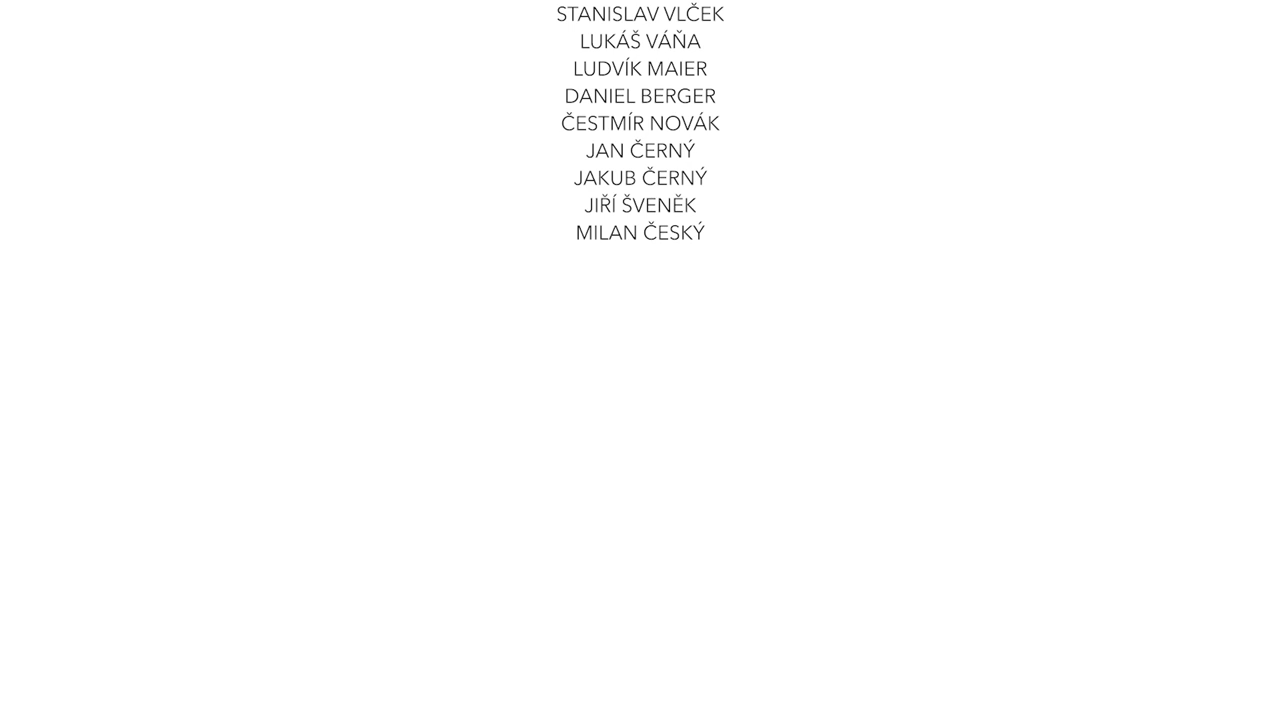 STANISLAV VLČEK
LUKÁŠ VÁŇA
LUDVÍK MAIER
DANIEL BERGER
ČESTMÍR NOVÁK
JAN ČERNÝ
JAKUB ČERNÝ
JIŘÍ ŠVENĚK
MILAN ČESKÝ